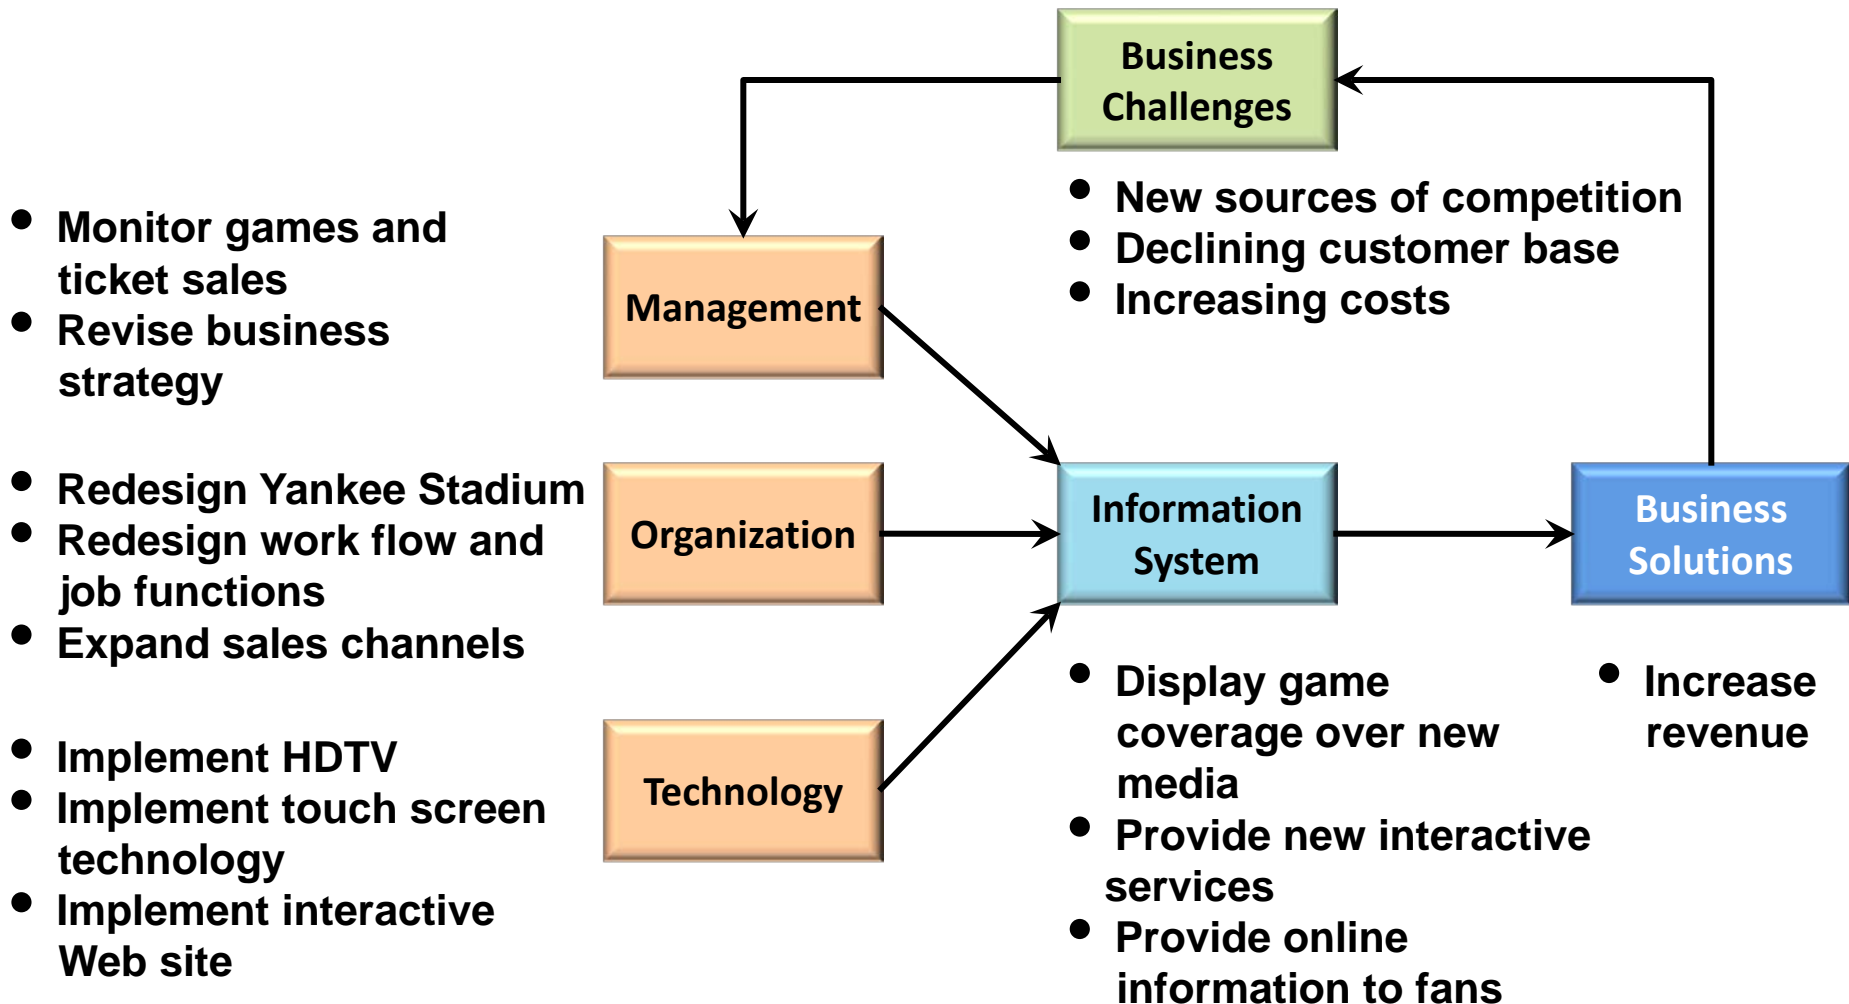 Business
Challenges
• New sources of competition
• Declining customer base
• Increasing costs
• Monitor games and
ticket sales
• Revise business
strategy
Management
• Redesign Yankee Stadium
• Redesign work flow and
job functions
• Expand sales channels
Organization
Information
System
Business
Solutions
• Implement HDTV
• Implement touch screen
technology
• Implement interactive
Web site
Technology
• Display game
coverage over new
media
• Provide new interactive
services
• Provide online
information to fans
• Increase
revenue